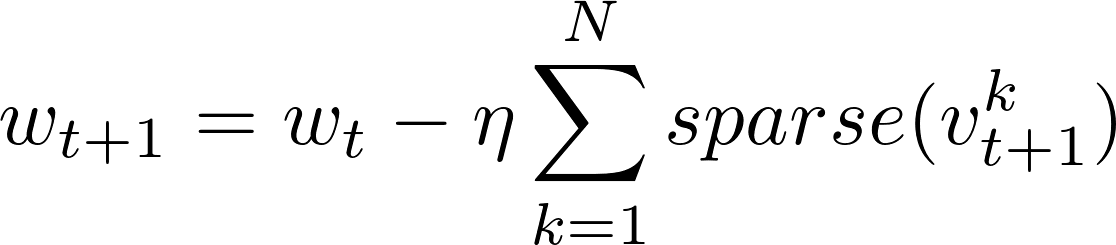 w_{t+1} = w_t - \eta \sum_{k=1}^{N} sparse(v_{t+1}^k)